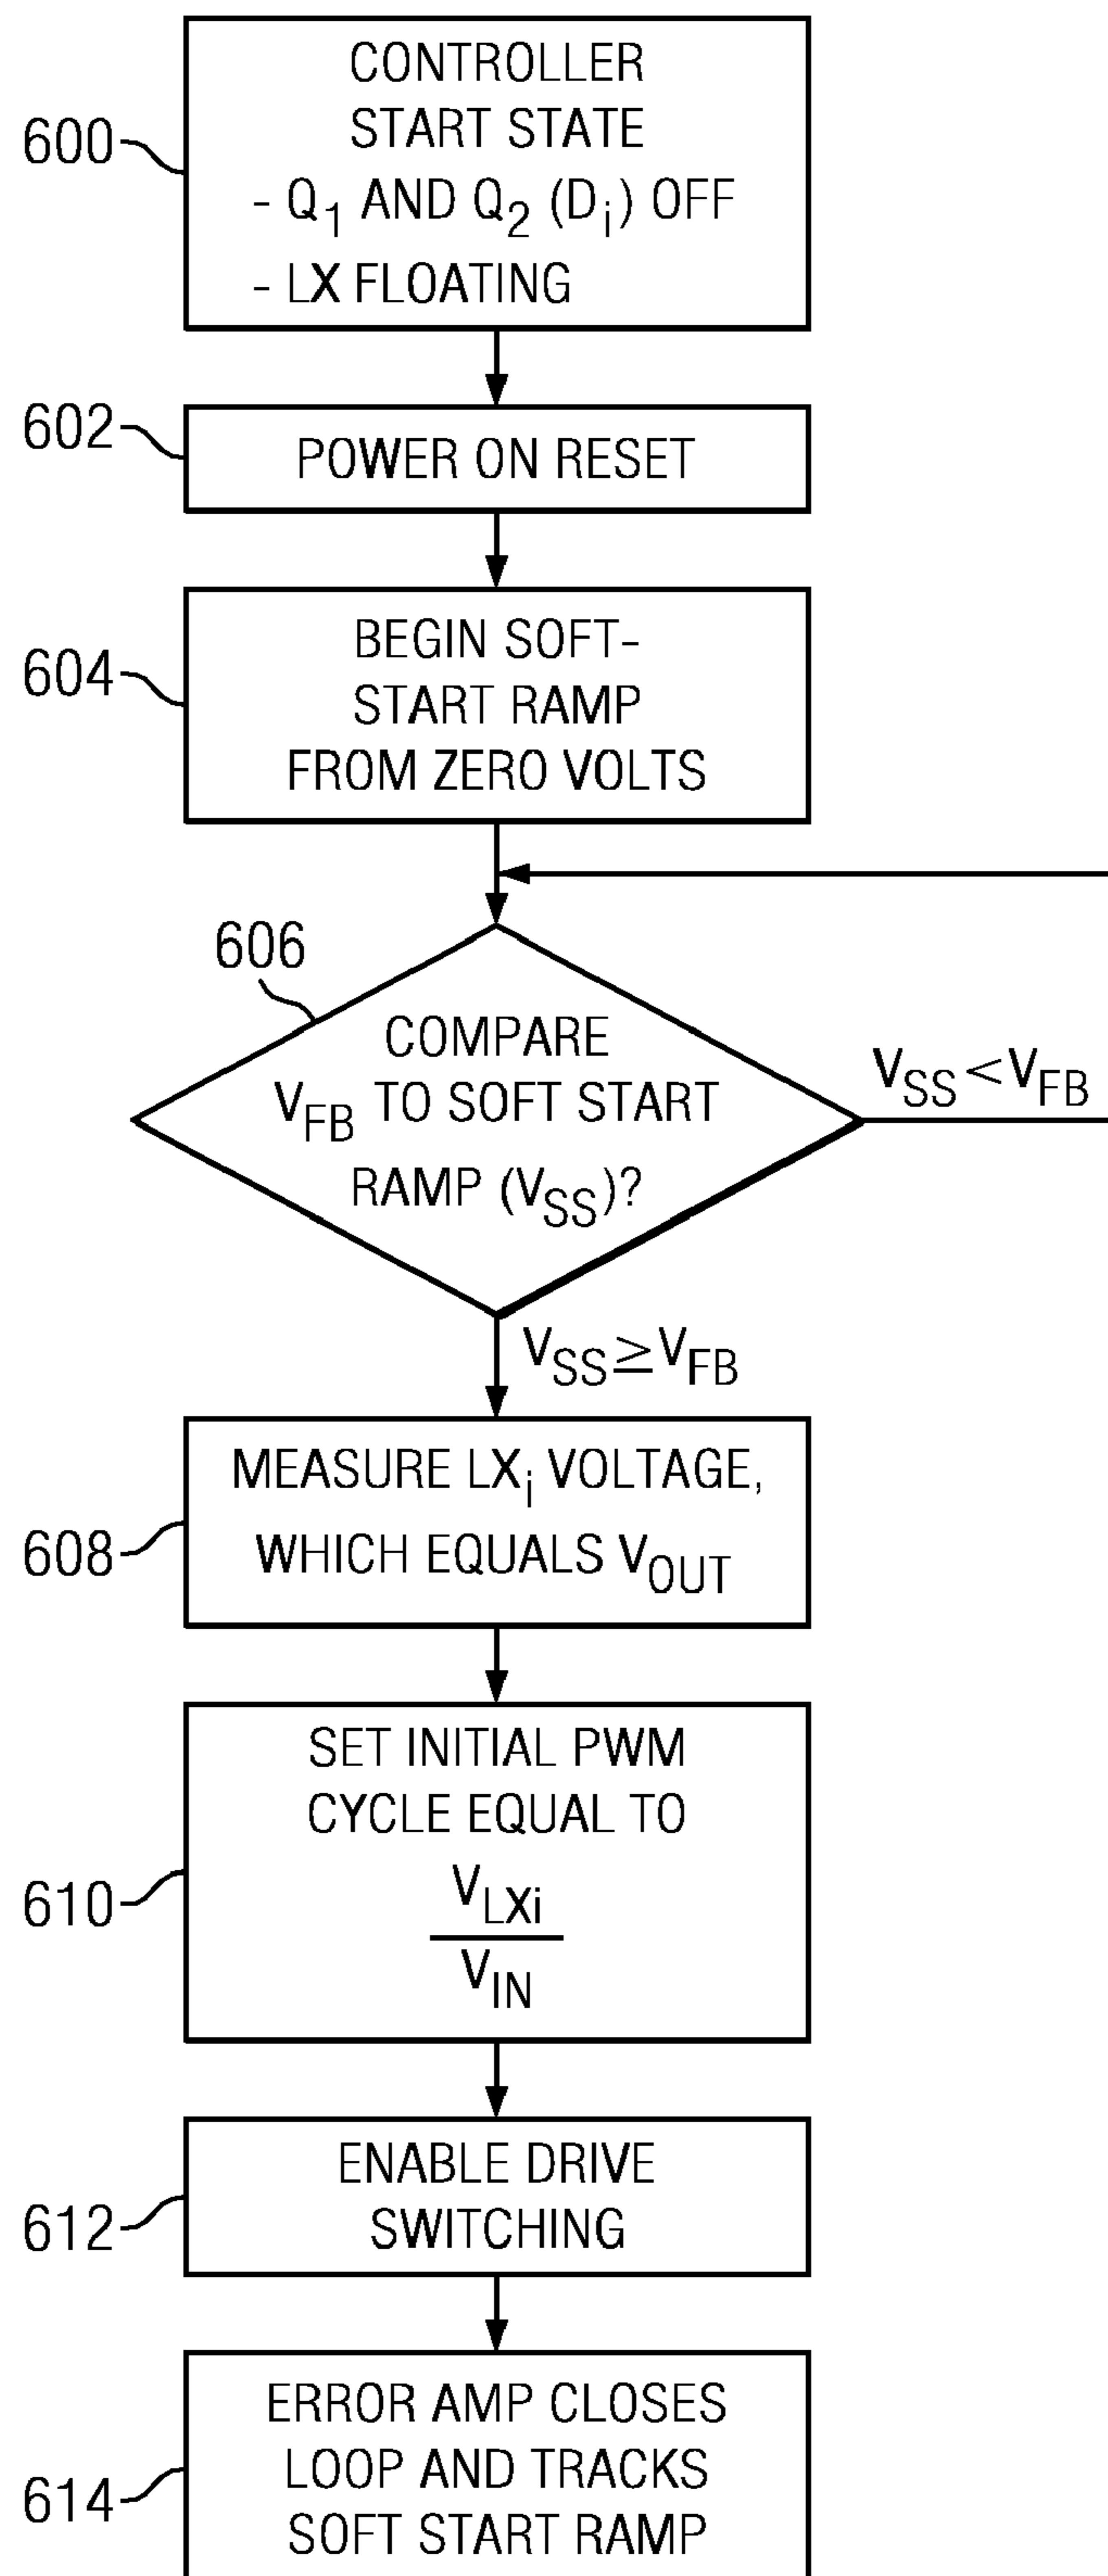 600
CONTROLLER
START STATE
- Q1 AND Q2 (Di) OFF
- LX FLOATING
602
POWER ON RESET
604
BEGIN SOFT-
START RAMP
FROM ZERO VOLTS
606
COMPARE
VFB TO SOFT START
RAMP (VSS)?
VSS<VFB
VSS≥VFB
608
MEASURE LXi VOLTAGE,
WHICH EQUALS VOUT
610
SET INITIAL PWM
CYCLE EQUAL TO
VLXi
VIN
612
ENABLE DRIVE
SWITCHING
614
ERROR AMP CLOSES
LOOP AND TRACKS
SOFT START RAMP